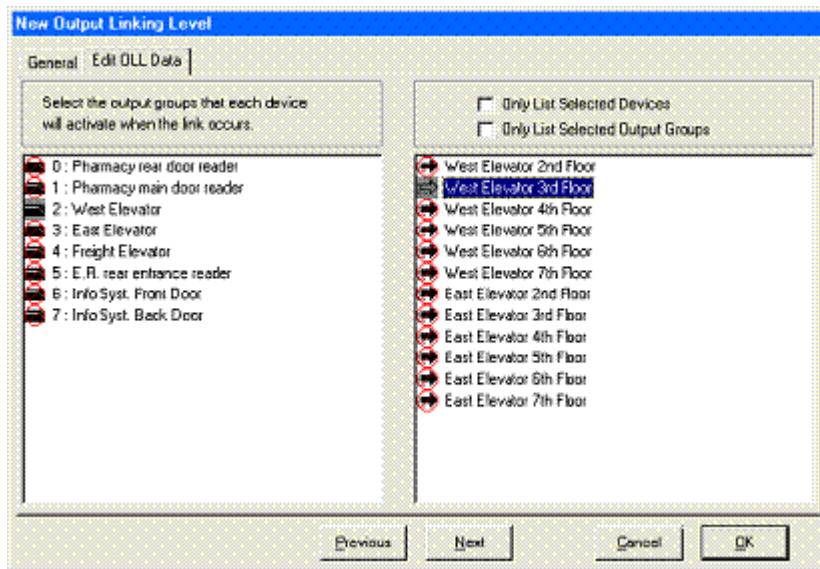 New Output Linking Level
General
Edit OLL Data
Select the output groups that each device
will activate when the link occurs.
Only List Selected Devices
Only List Selected Output Groups
0 : Pharmacy rear door reader
1 : Pharmacy main door reader
2 : West Elevator
3 : East Elevator
4 : Freight Elevator
5 : E.R. rear entrance reader
6 : Info Syst. Front Door
7 : Info Syst. Back Door
West Elevator 2nd Floor
West Elevator 3rd Floor
West Elevator 4th Floor
West Elevator 5th Floor
West Elevator 6th Floor
West Elevator 7th Floor
East Elevator 2nd Floor
East Elevator 3rd Floor
East Elevator 4th Floor
East Elevator 5th Floor
East Elevator 6th Floor
East Elevator 7th Floor
Previous
Next
Cancel
OK